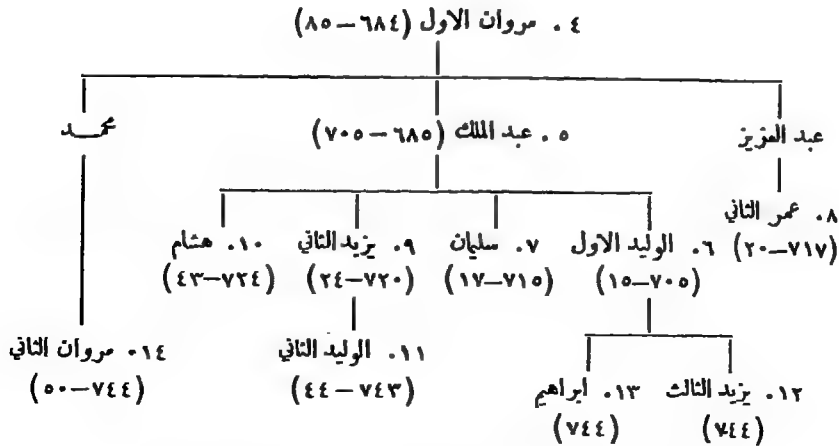 ٤ . مروان الاول (٦٨٤–٨٥)
عبد العزيز
٥ . عبد الملك (٦٨٥–٧٠٥)
محمد
٨ . عمر الثاني
(٧١٧–٢٠)
٦ . الوليد الاول
(٧٠٥–١٥)
٧ . سليمان
(٧١٥–١٧)
٩ . يزيد الثاني
(٧٢٠–٢٤)
١٠ . هشام
(٧٢٤–٤٣)
١١ . الوليد الثاني
(٧٤٣–٤٤)
١٤ . مروان الثاني
(٧٤٤–٥٠)
١٢ . يزيد الثالث
(٧٤٤)
١٣ . ابراهيم
(٧٤٤)